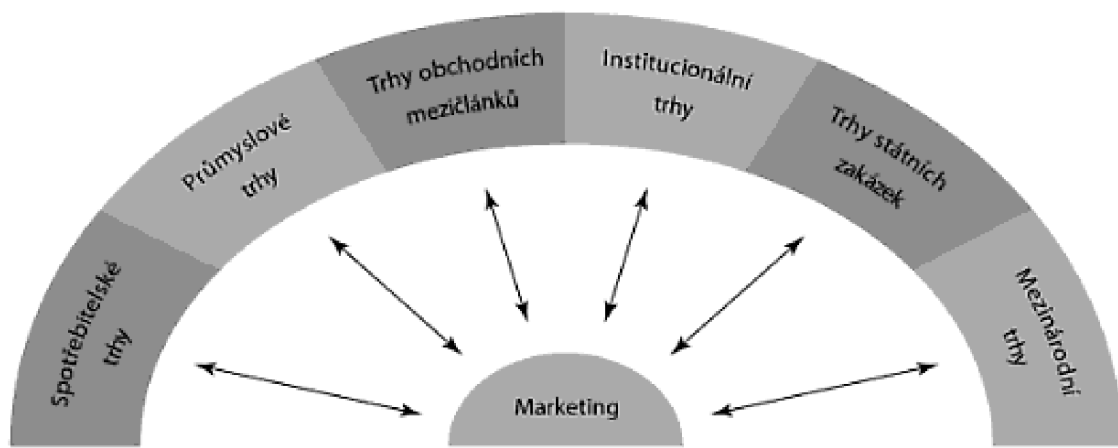 Spotřebitelské
trhy
Průmyslové
trhy
Trhy obchodních
mezičlánků
Institucionální
trhy
Trhy státních
zakázek
Mezinárodní
trhy
Marketing